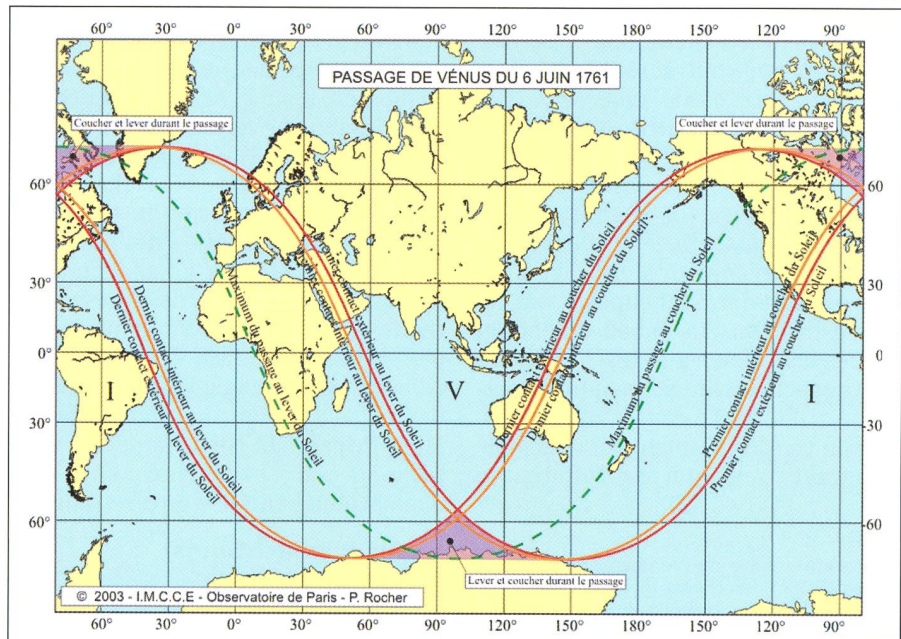 60° 30° 0° 30° 60° 90° 120° 150° 180° 150° 120° 90°
PASSAGE DE VÉNUS DU 6 JUIN 1761
Coucher et lever durant le passage
Coucher et lever durant le passage
60°
60
30°
30
0°
0
30°
30
60°
60
I
V
I
Dernier contact intérieur au lever du Soleil
Dernier contact extérieur au lever du Soleil
Maximum du passage au lever du Soleil
Premier contact extérieur au lever du Soleil
Premier contact intérieur au lever du Soleil
Dernier contact extérieur au coucher du Soleil
Dernier contact intérieur au coucher du Soleil
Maximum du passage au coucher du Soleil
Premier contact intérieur au coucher du Soleil
Premier contact extérieur au coucher du Soleil
Lever et coucher durant le passage
© 2003 - I.M.C.C.E - Observatoire de Paris - P. Rocher
60° 30° 0° 30° 60° 90° 120° 150° 180° 150° 120° 90°